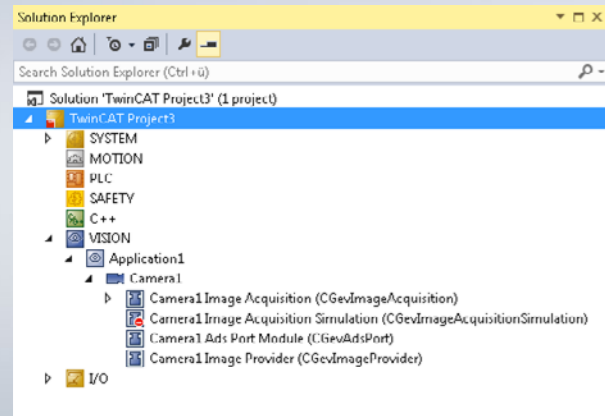 Solution Explorer
Search Solution Explorer (Ctrl+ü)
Solution 'TwinCAT Project3' (1 project)
TwinCAT Project3
SYSTEM
MOTION
PLC
SAFETY
C++
VISION
Application1
Camera1
Camera1 Image Acquisition (CGevImageAcquisition)
Camera1 Image Acquisition Simulation (CGevImageAcquisitionSimulation)
Camera1 Ads Port Module (CGevAdsPort)
Camera1 Image Provider (CGevImageProvider)
I/O